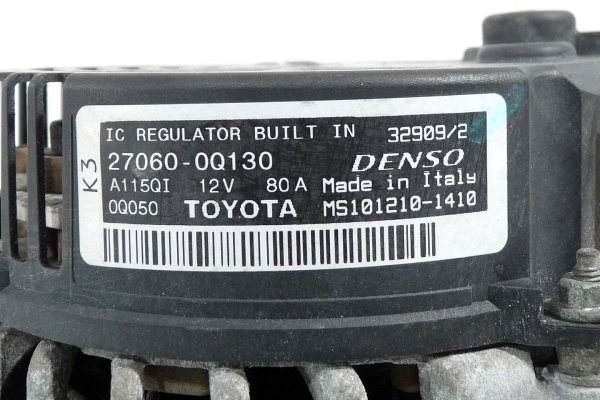 K3
IC REGULATOR BUILT IN 32909/2
27060-0Q130 DENSO
A115QI 12V 80A Made in Italy
0Q050 TOYOTA MS101210-1410